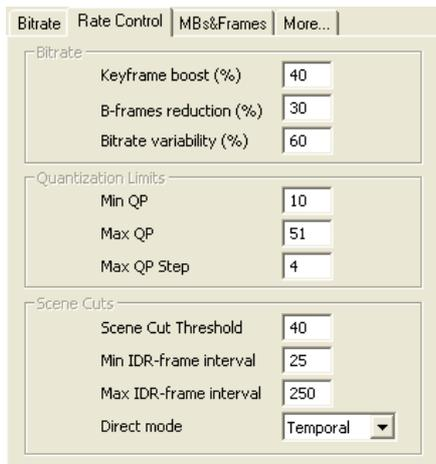 Bitrate Rate Control MBs&Frames More...
Bitrate
Keyframe boost (%) 40
B-frames reduction (%) 30
Bitrate variability (%) 60
Quantization Limits
Min QP 10
Max QP 51
Max QP Step 4
Scene Cuts
Scene Cut Threshold 40
Min IDR-frame interval 25
Max IDR-frame interval 250
Direct mode Temporal